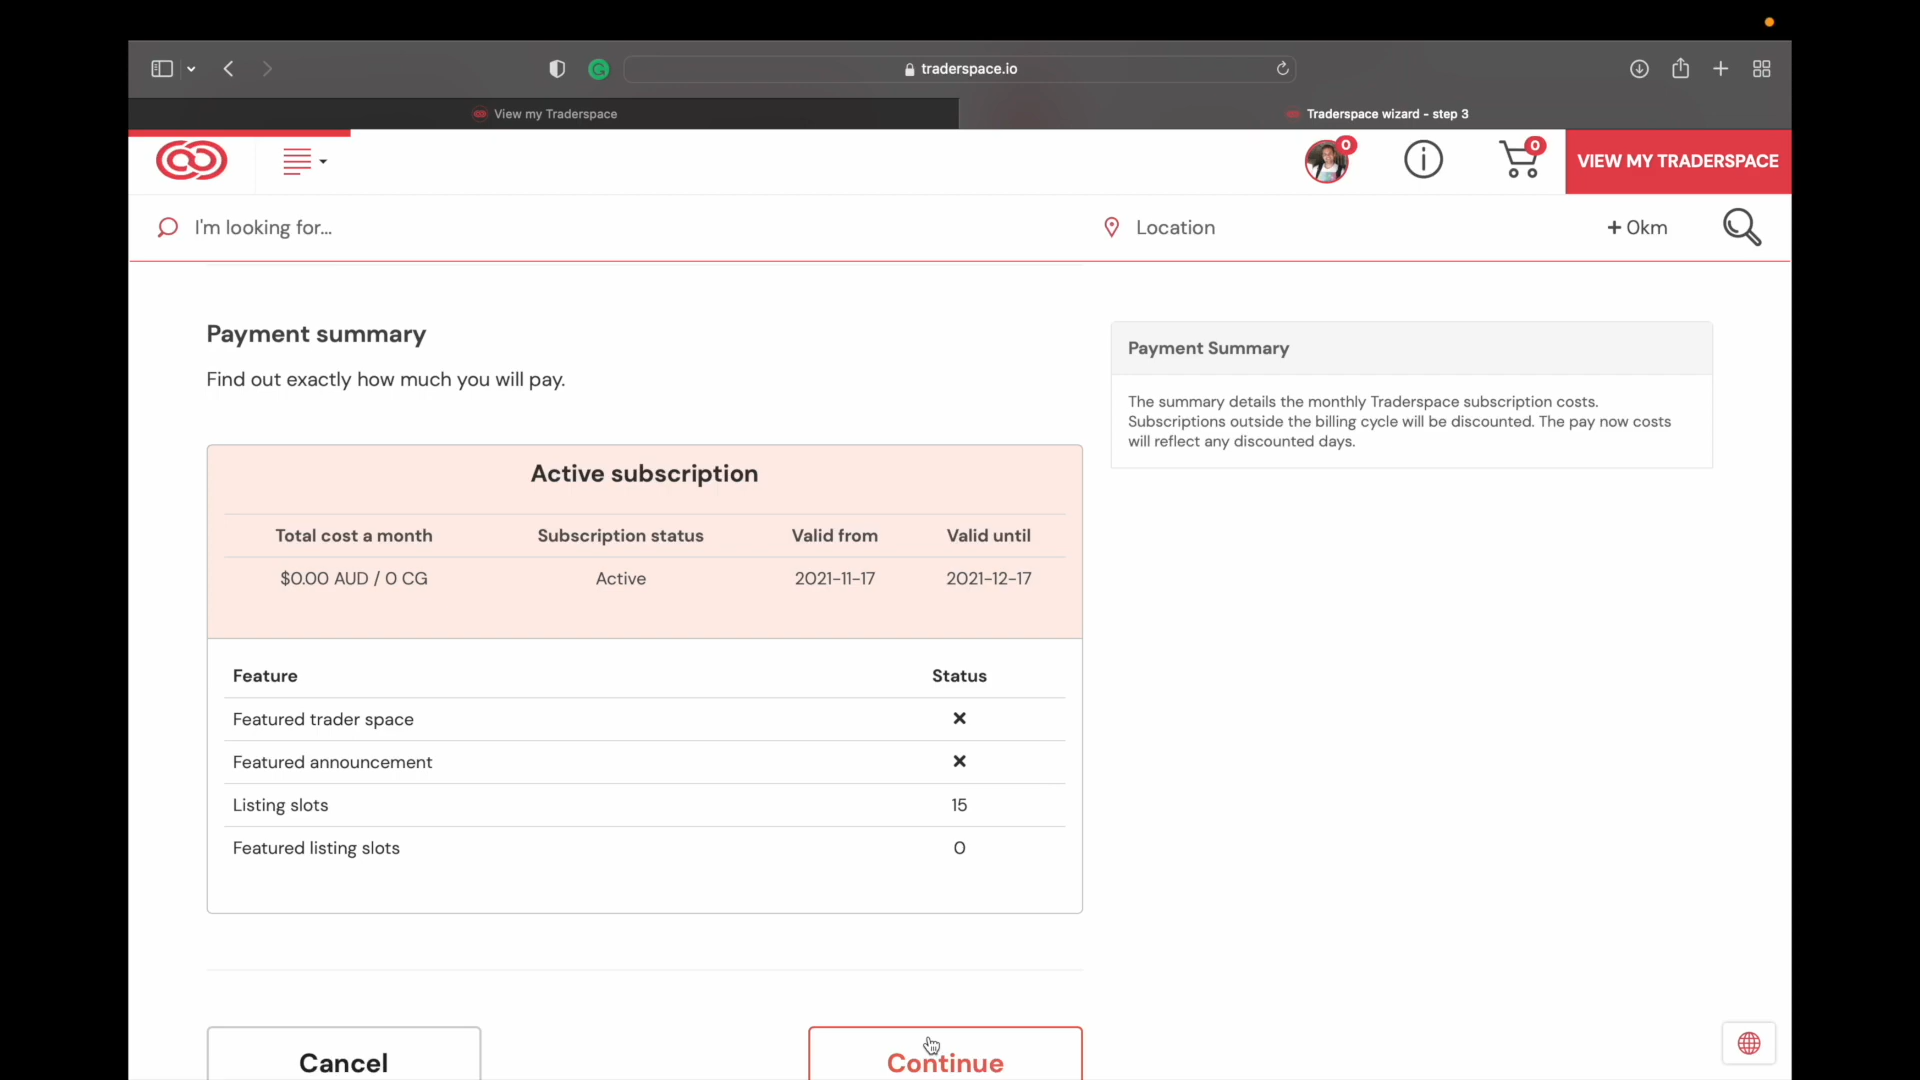 traderspace.io
View my Traderspace
Traderspace wizard - step 3
0
0
VIEW MY TRADERSPACE
I'm looking for...
Location
+ 0km
Payment summary
Find out exactly how much you will pay.
Payment Summary
The summary details the monthly Traderspace subscription costs.
Subscriptions outside the billing cycle will be discounted. The pay now costs
will reflect any discounted days.
Active subscription
Total cost a month Subscription status Valid from Valid until
$0.00 AUD / 0 CG Active 2021-11-17 2021-12-17
Feature Status
Featured trader space
Featured announcement
Listing slots 15
Featured listing slots 0
Cancel Continue